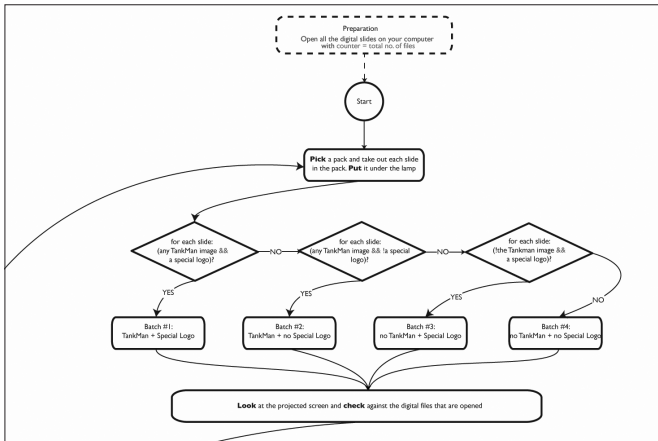 Preparation
Open all the digital slides on your computer
with counter = total no. of files
Start
Pick a pack and take out each slide
in the pack. Put it under the lamp
for each slide:
(any TankMan image &&
a special logo)?
NO
for each slide:
(any TankMan image && !a special
logo)?
NO
for each slide:
(!the Tankman image &&
a special logo)?
YES
YES
YES
NO
Batch #1:
TankMan + Special Logo
Batch #2:
TankMan + no Special Logo
Batch #3:
no TankMan + Special Logo
Batch #4:
no TankMan + no Special Logo
Look at the projected screen and check against the digital files that are opened